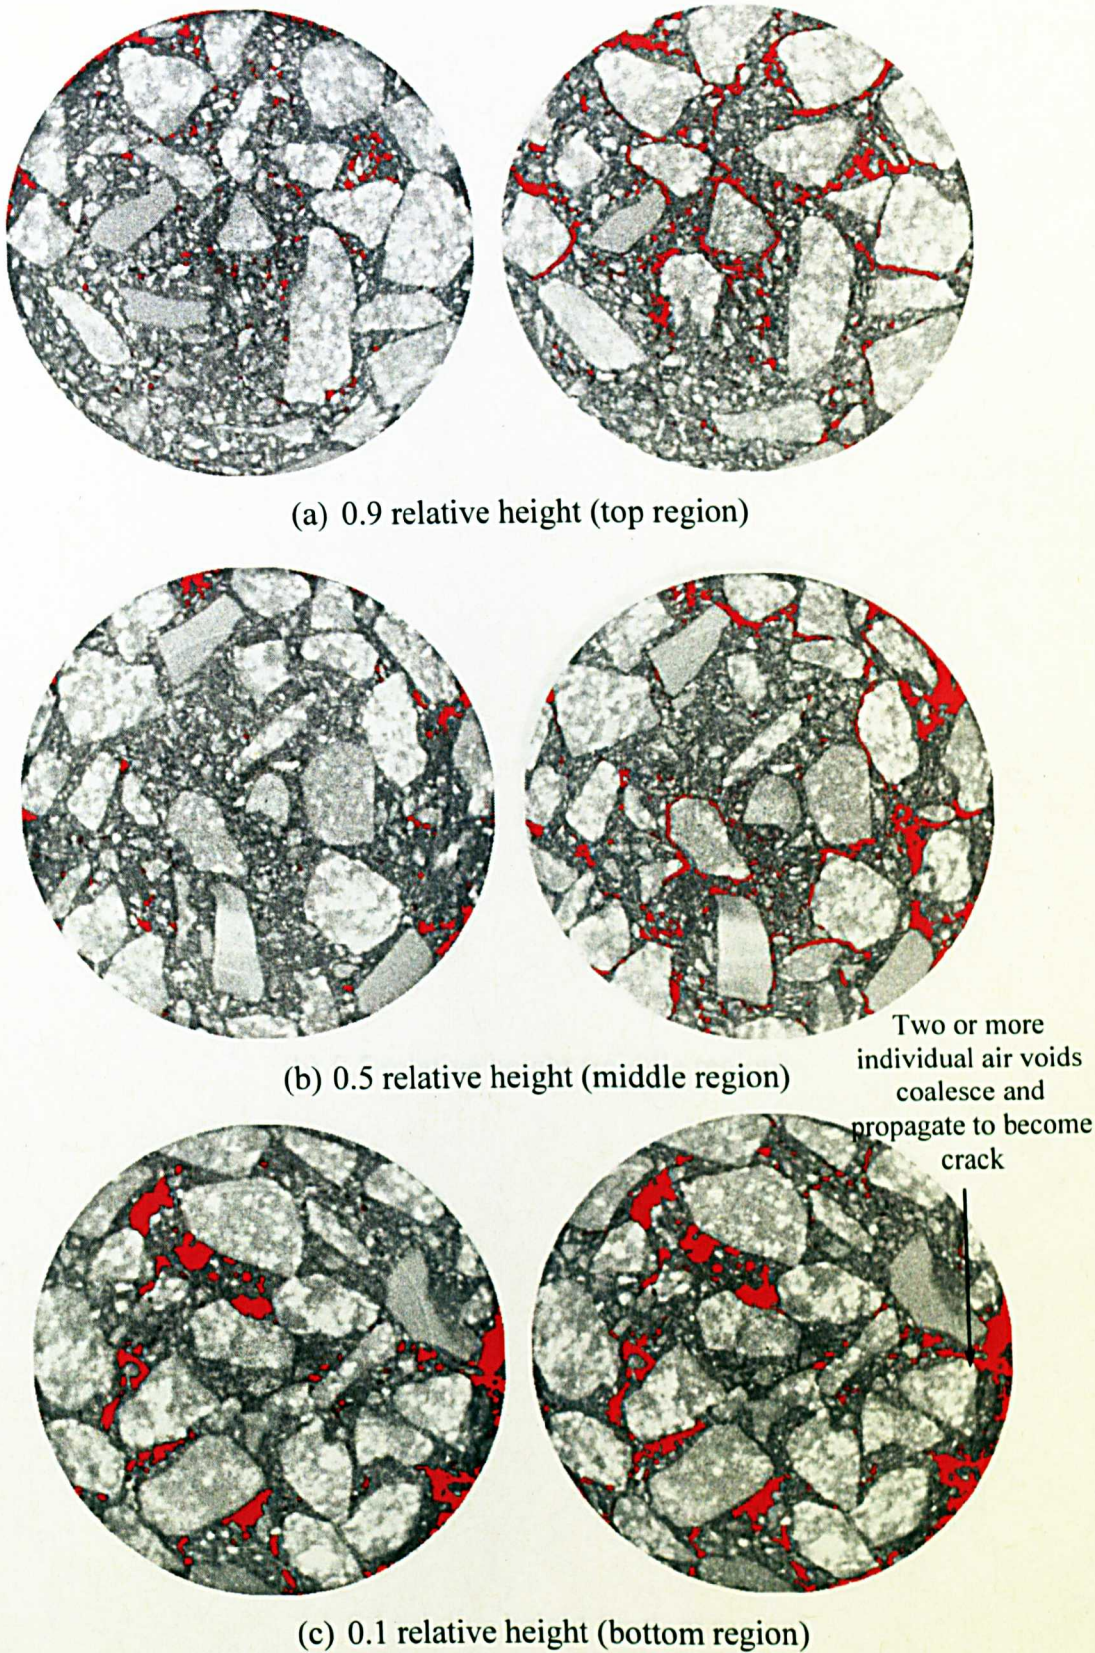 (a) 0.9 relative height (top region)
(b) 0.5 relative height (middle region)
Two or more
individual air voids
coalesce and
propagate to become
crack
(c) 0.1 relative height (bottom region)